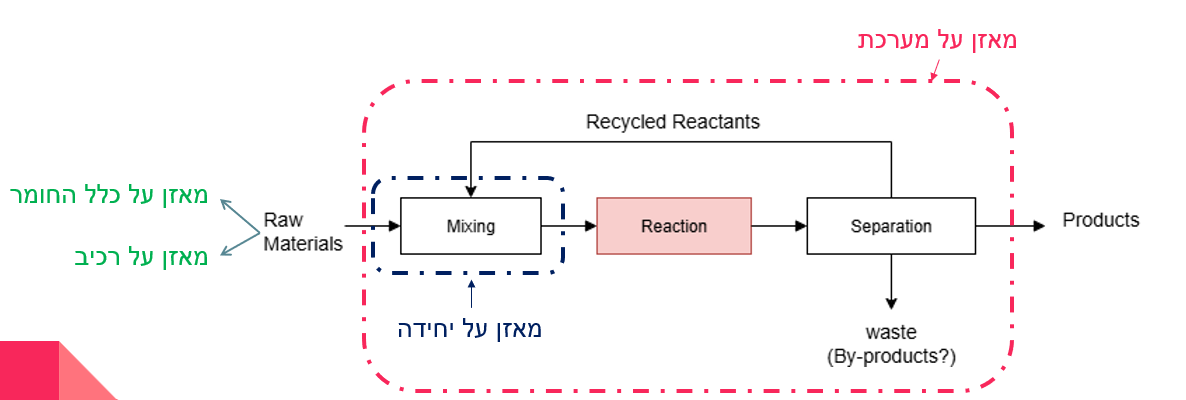 מאזן על מערכת
Recycled Reactants
מאזן על כלל החומר
מאזן על רכיב
Raw
Materials
Mixing
Reaction
Separation
Products
מאזן על יחידה
waste
(By-products?)